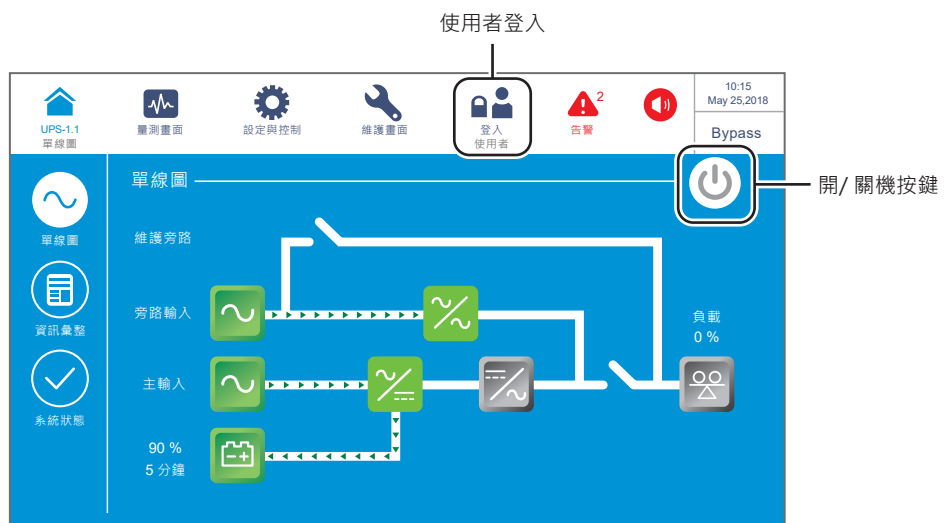 使用者登入
10:15
May 25,2018
Bypass
UPS-1.1
單線圖
量測畫面
設定與控制
維護畫面
登入
使用者
2
告警
開/ 關機按鍵
單線圖
單線圖
資訊彙整
系統狀態
維護旁路
旁路輸入
主輸入
90 %
5 分鐘
負載
0 %